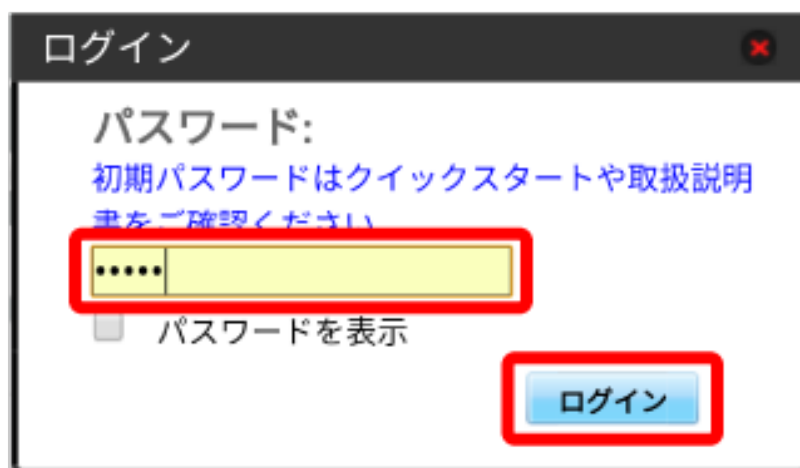 ログイン
パスワード:
初期パスワードはクイックスタートや取扱説明
書をご確認ください
•••••
パスワードを表示
ログイン